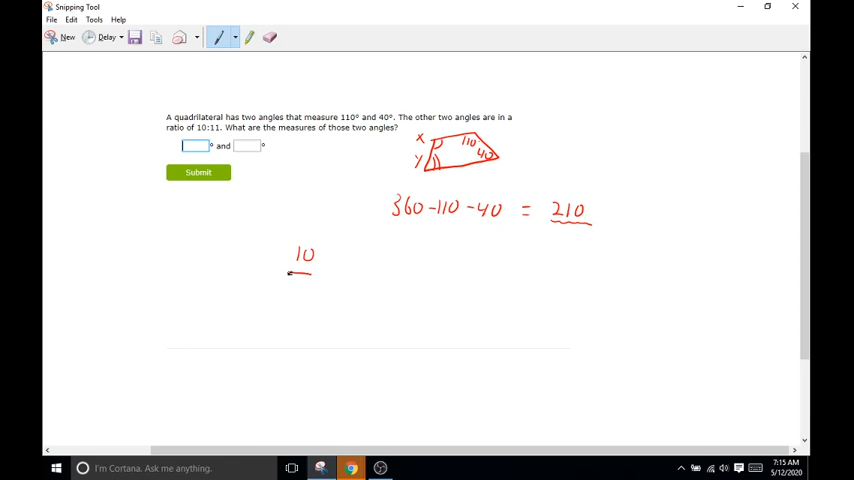 Snipping Tool
File Edit Tools Help
New Delay
A quadrilateral has two angles that measure 110° and 40°. The other two angles are in a
ratio of 10:11. What are the measures of those two angles?
° and °
Submit
X
110
40
Y
360-110-40 = 210
10
I'm Cortana. Ask me anything.
7:15 AM
5/12/2020